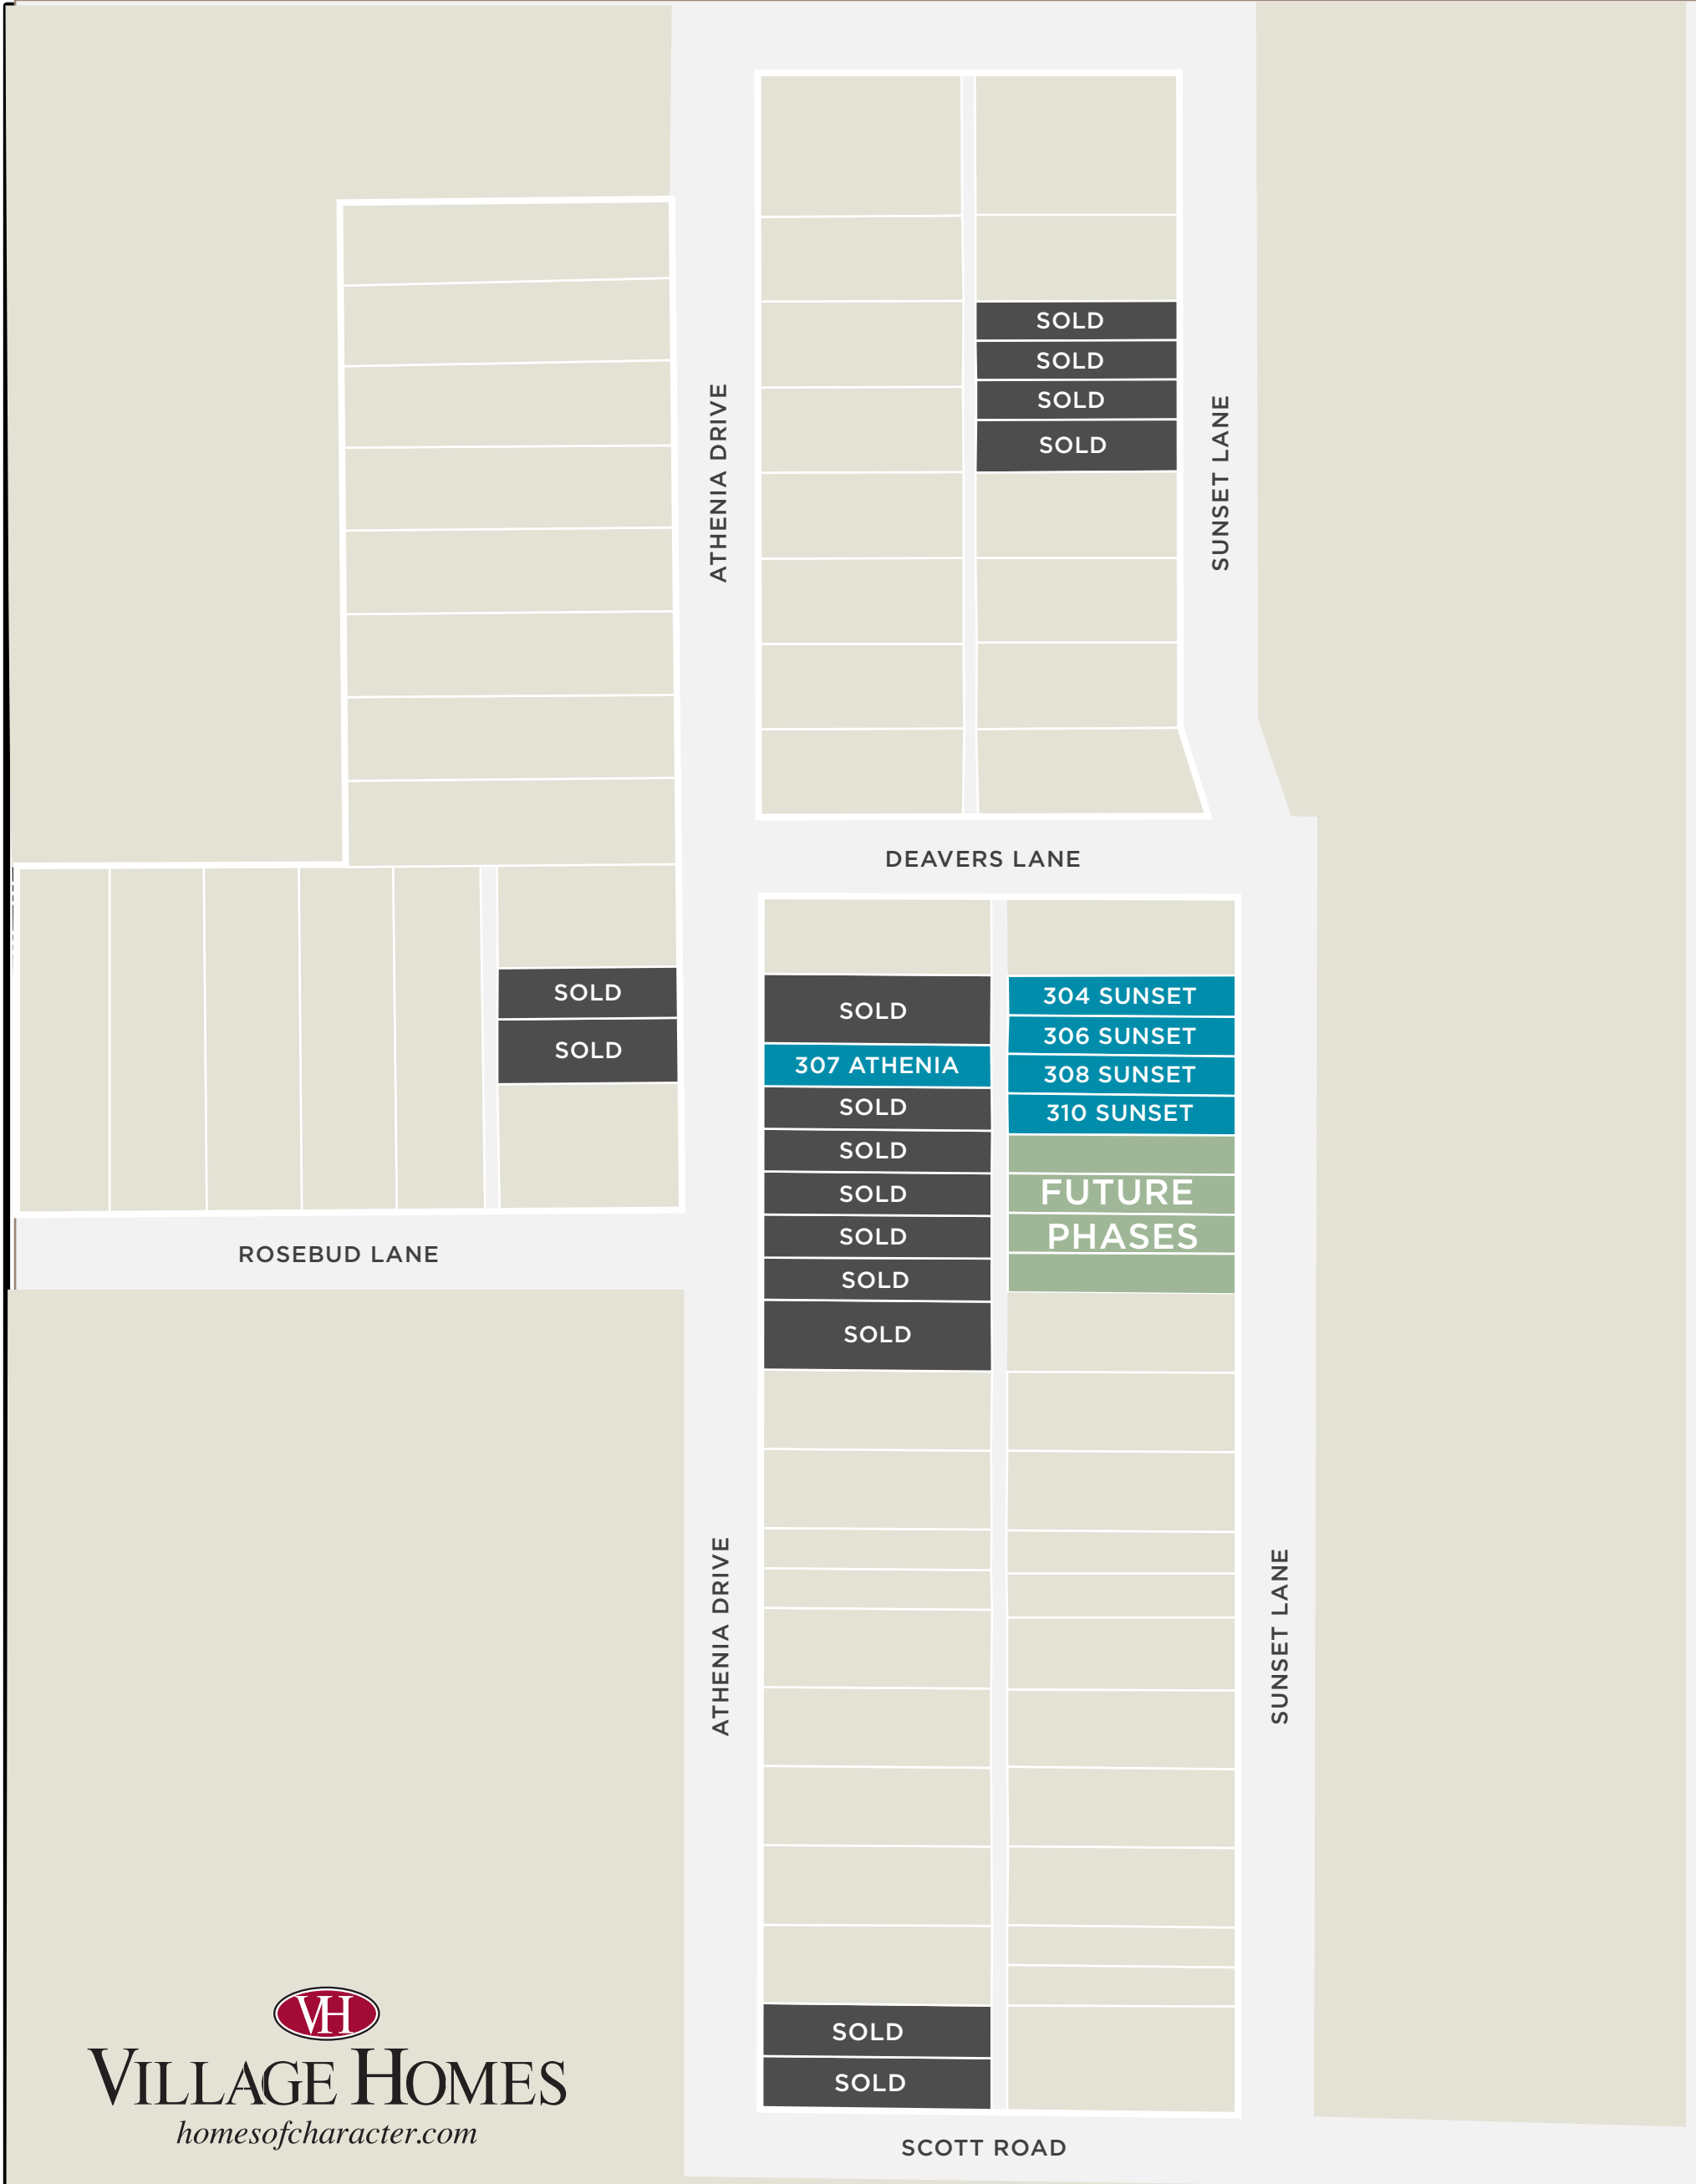 SOLD
SOLD
SOLD
SOLD
ATHENIA DRIVE
SUNSET LANE
DEAVERS LANE
SOLD
SOLD
ROSEBUD LANE
SOLD
307 ATHENIA
SOLD
SOLD
SOLD
SOLD
SOLD
SOLD
304 SUNSET
306 SUNSET
308 SUNSET
310 SUNSET
FUTURE
PHASES
ATHENIA DRIVE
SUNSET LANE
SOLD
SOLD
SCOTT ROAD
VH
VILLAGE HOMES
homesofcharacter.com